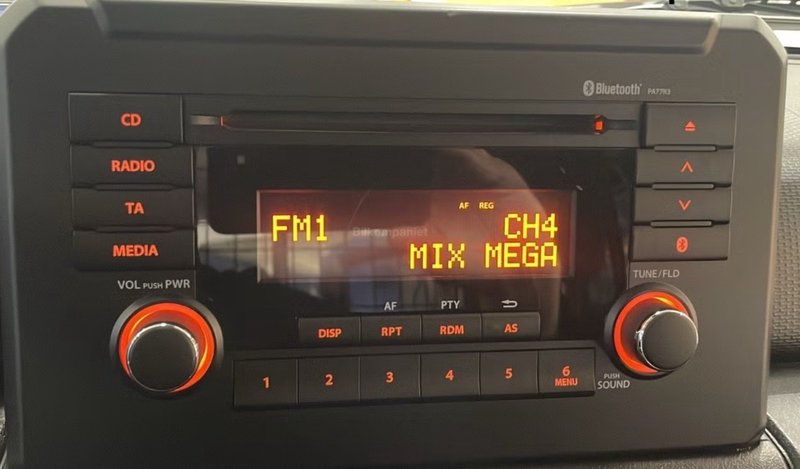 Bluetooth® PA77R3
CD
RADIO
TA
MEDIA
AF REG
FM1 CH4
Bilkompaniet
MIX MEGA
VOL PUSH PWR
TUNE/FLD
AF PTY
DISP RPT RDM AS
1 2 3 4 5 6
MENU
PUSH
SOUND